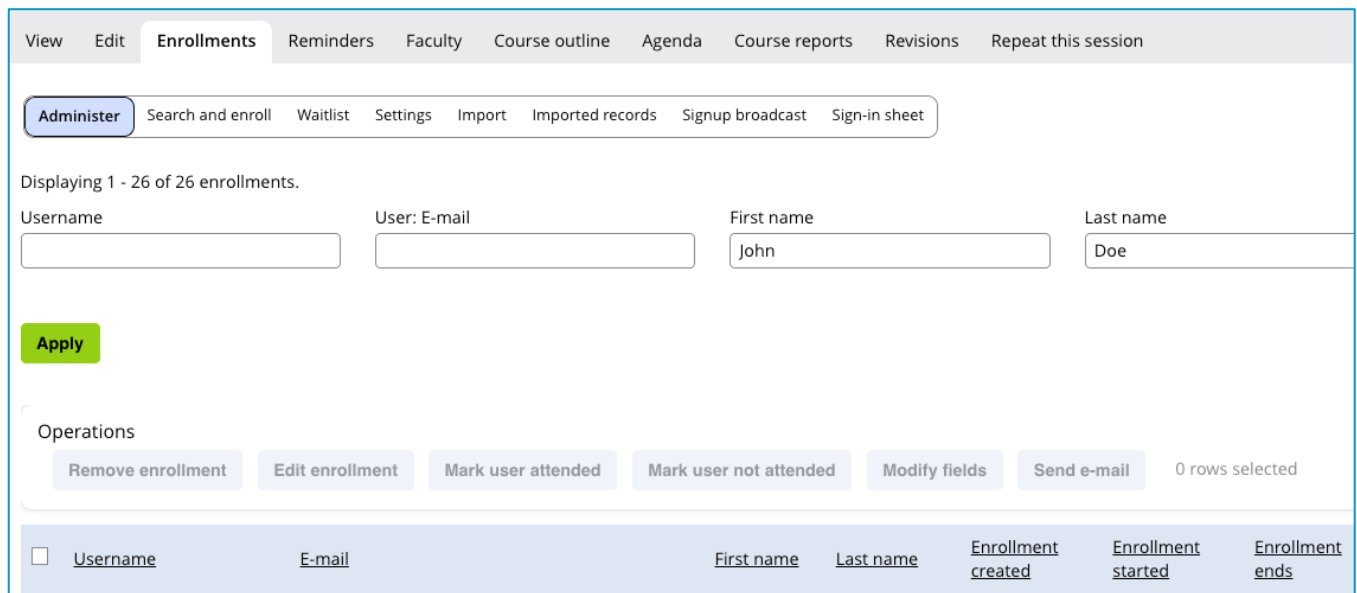 View Edit Enrollments Reminders Faculty Course outline Agenda Course reports Revisions Repeat this session
Administer Search and enroll Waitlist Settings Import Imported records Signup broadcast Sign-in sheet
Displaying 1 - 26 of 26 enrollments.
Username User: E-mail First name Last name
John Doe
Apply
Operations
Remove enrollment Edit enrollment Mark user attended Mark user not attended Modify fields Send e-mail 0 rows selected
Username E-mail First name Last name Enrollment created Enrollment started Enrollment ends